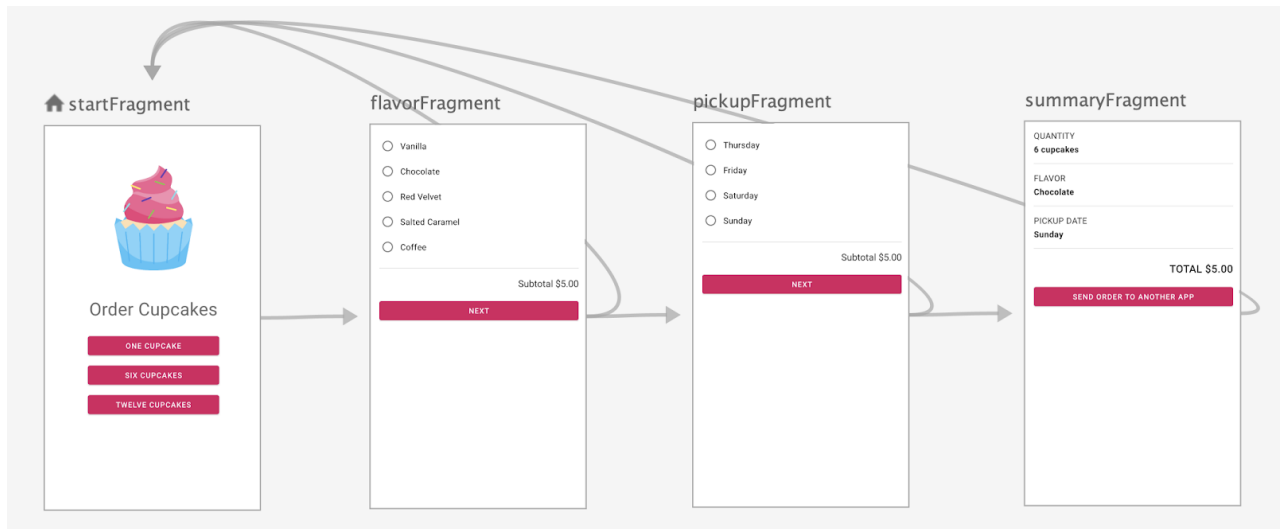 startFragment
Order Cupcakes
ONE CUPCAKE
SIX CUPCAKES
TWELVE CUPCAKES
flavorFragment
Vanilla
Chocolate
Red Velvet
Salted Caramel
Coffee
Subtotal $5.00
NEXT
pickupFragment
Thursday
Friday
Saturday
Sunday
Subtotal $5.00
NEXT
summaryFragment
QUANTITY
6 cupcakes
FLAVOR
Chocolate
PICKUP DATE
Sunday
TOTAL $5.00
SEND ORDER TO ANOTHER APP